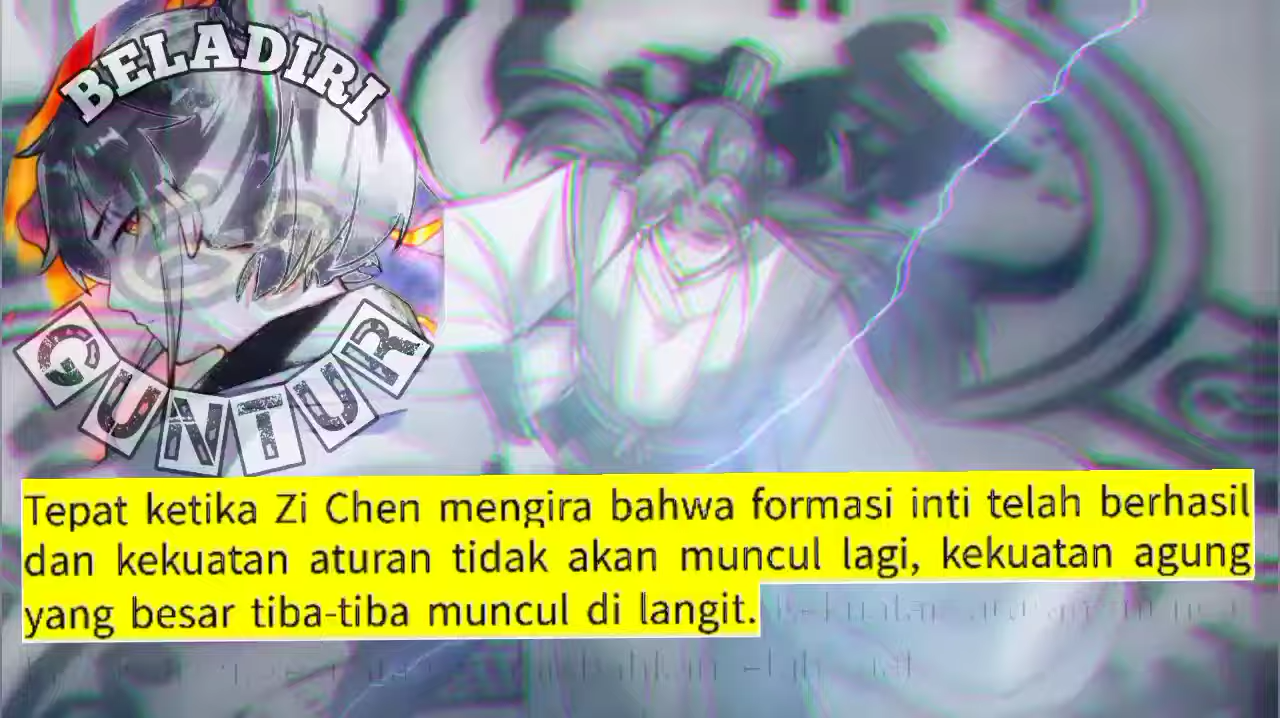 BELADIRI
GUNTUR
Tepat ketika Zi Chen mengira bahwa formasi inti telah berhasil
dan kekuatan aturan tidak akan muncul lagi, kekuatan agung
yang besar tiba-tiba muncul di langit.